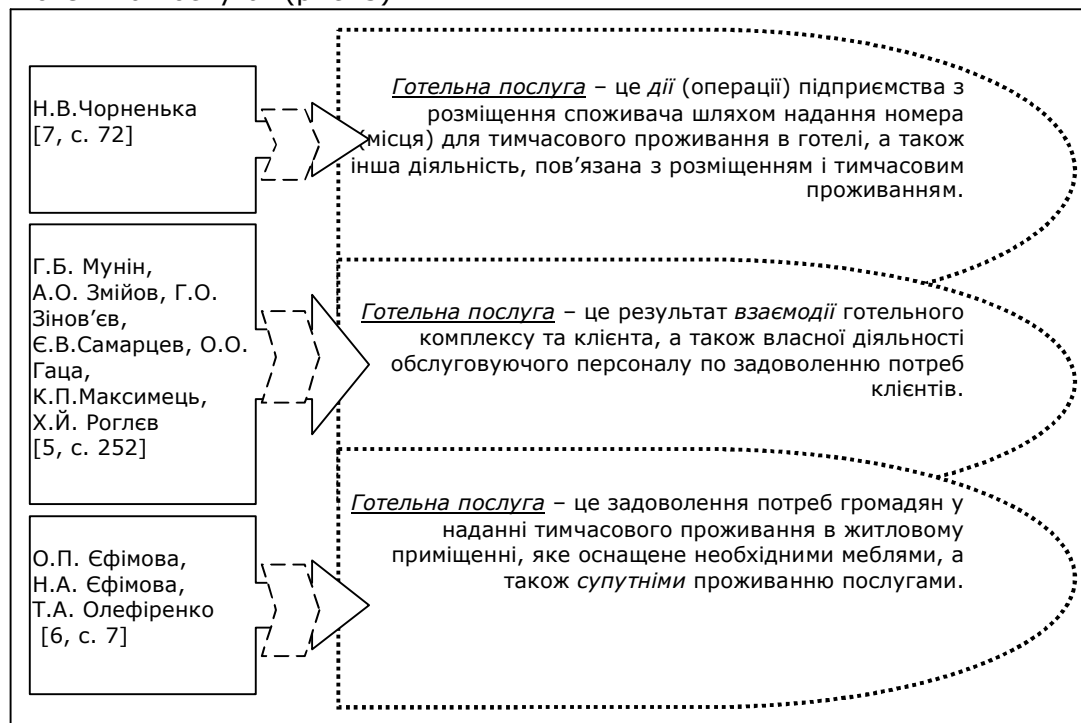 Н.В.Чорненька
[7, с. 72]
Готельна послуга – це дії (операції) підприємства з
розміщення споживача шляхом надання номера
(місця) для тимчасового проживання в готелі, а також
інша діяльність, пов’язана з розміщенням і тимчасовим
проживанням.
Г.Б. Мунін,
А.О. Змійов, Г.О.
Зінов’єв,
Є.В.Самарцев, О.О.
Гаца,
К.П.Максимець,
Х.Й. Роглєв
[5, с. 252]
Готельна послуга – це результат взаємодії готельного
комплексу та клієнта, а також власної діяльності
обслуговуючого персоналу по задоволенню потреб
клієнтів.
О.П. Єфімова,
Н.А. Єфімова,
Т.А. Олефіренко
[6, с. 7]
Готельна послуга – це задоволення потреб громадян у
наданні тимчасового проживання в житловому
приміщенні, яке оснащене необхідними меблями, а
також супутніми проживанню послугами.